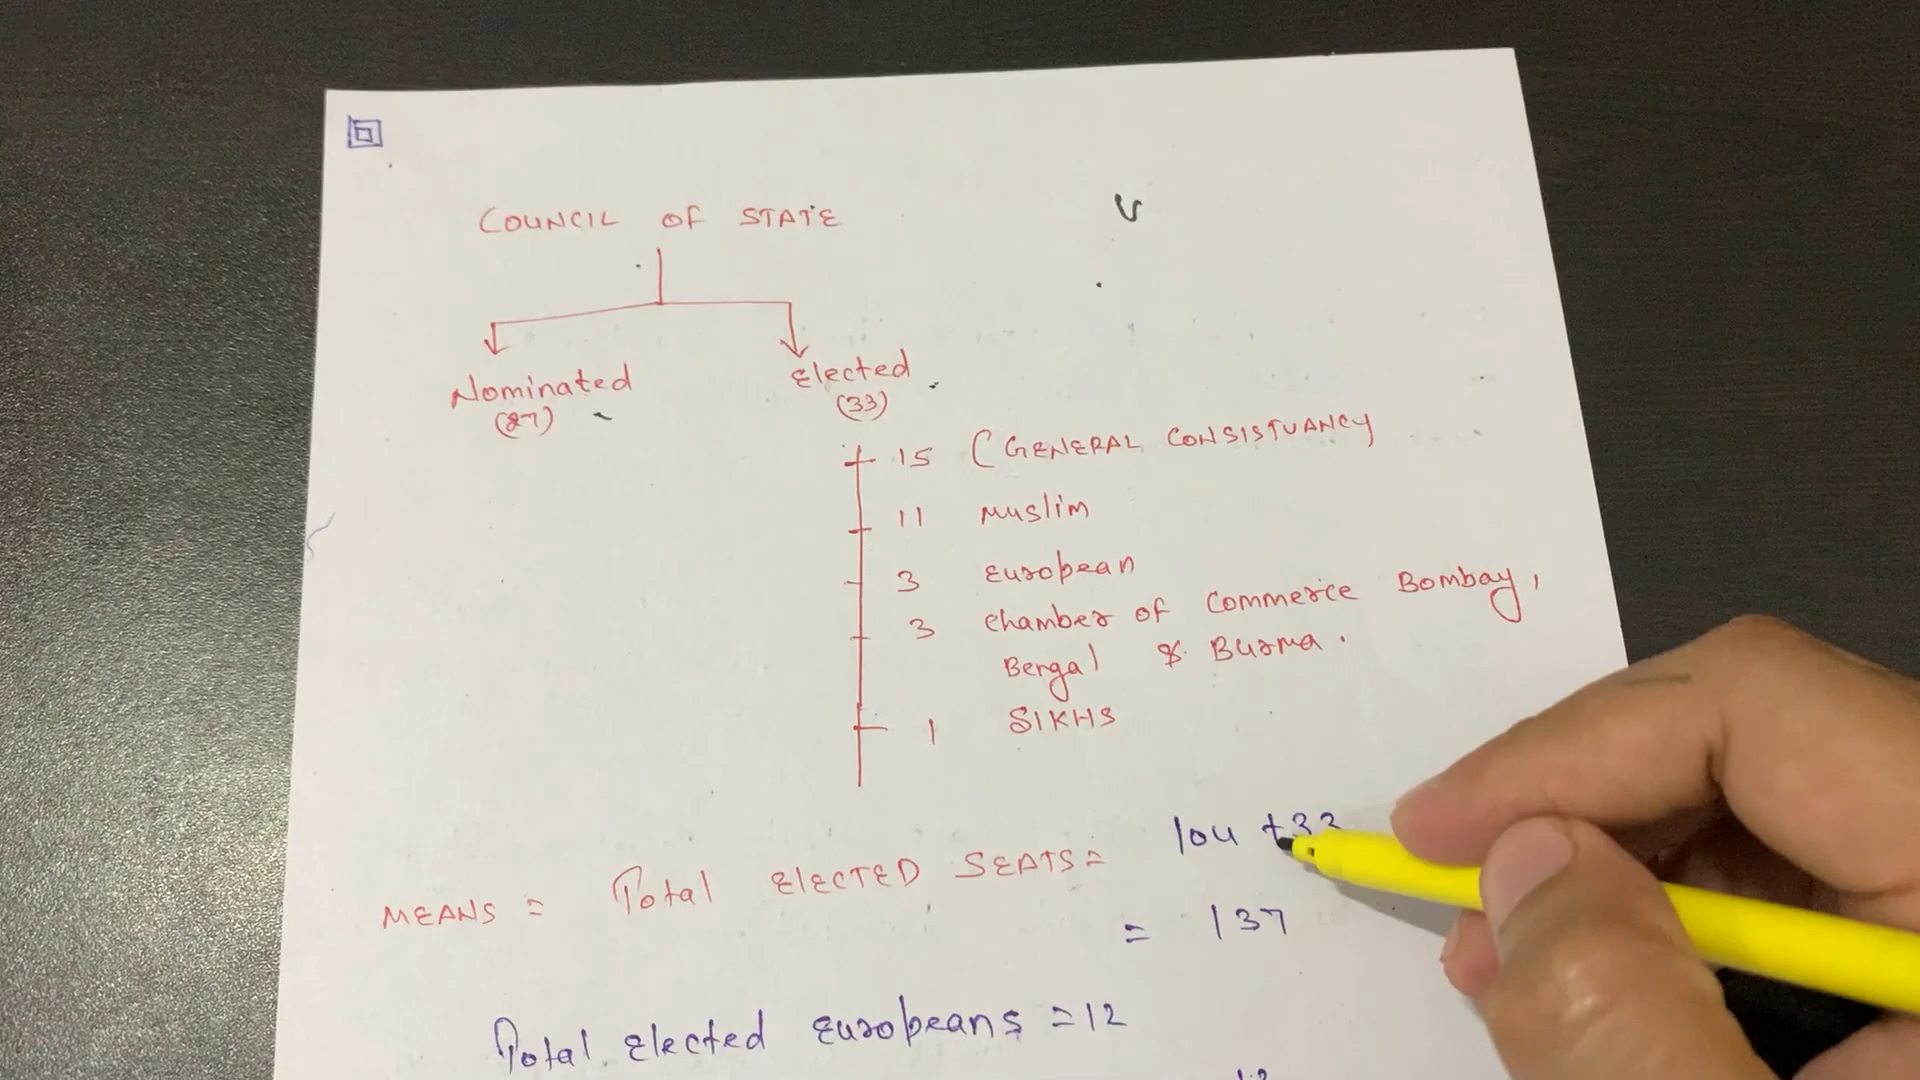 COUNCIL OF STATE
Nominated
(27)
Elected
(33)
15 (GENERAL CONSISTUANCY
11 Muslim
3 European
3 Chamber of Commerce Bombay,
Bengal & Burma.
1 SIKHS
MEANS = Total ElECTED SEATS = 104 +33
= 137
Total Elected Europeans = 12